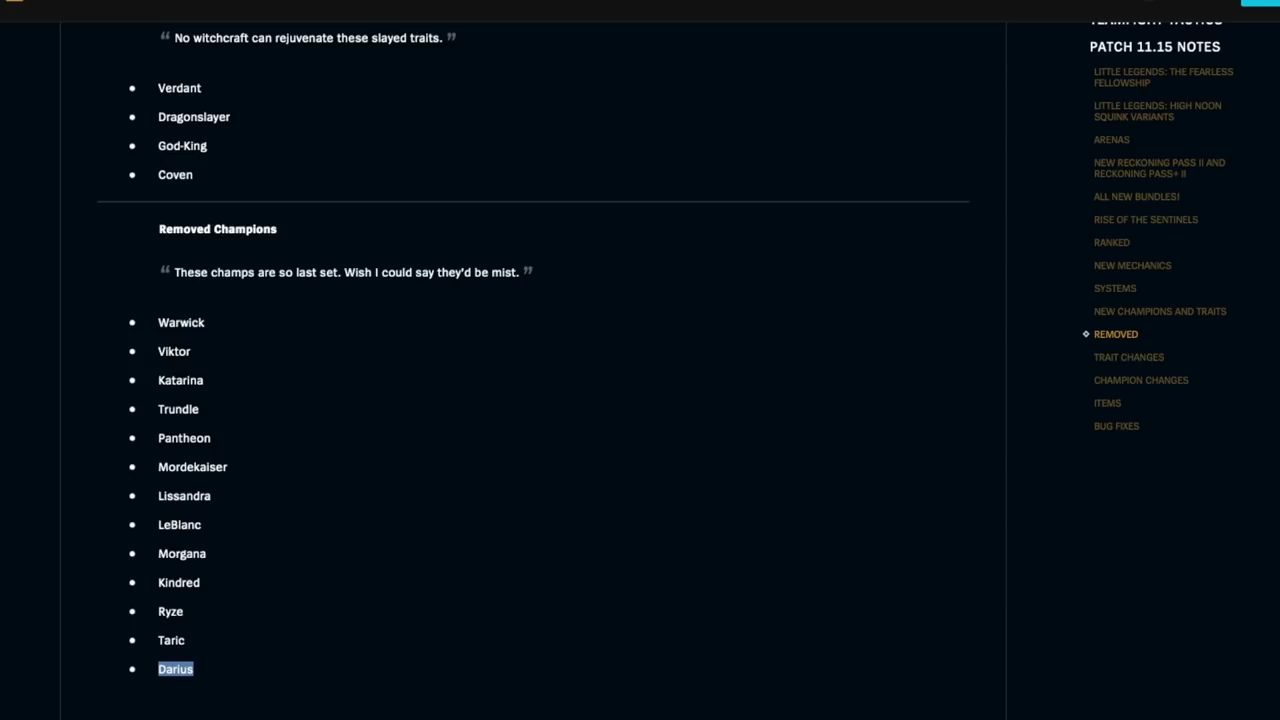 “ No witchcraft can rejuvenate these slayed traits. ”
Verdant
Dragonslayer
God-King
Coven
Removed Champions
“ These champs are so last set. Wish I could say they'd be mist. ”
Warwick
Viktor
Katarina
Trundle
Pantheon
Mordekaiser
Lissandra
LeBlanc
Morgana
Kindred
Ryze
Taric
Darius
TEAMFIGHT TACTICS
PATCH 11.15 NOTES
LITTLE LEGENDS: THE FEARLESS
FELLOWSHIP
LITTLE LEGENDS: HIGH NOON
SQUINK VARIANTS
ARENAS
NEW RECKONING PASS II AND
RECKONING PASS+ II
ALL NEW BUNDLES!
RISE OF THE SENTINELS
RANKED
NEW MECHANICS
SYSTEMS
NEW CHAMPIONS AND TRAITS
REMOVED
TRAIT CHANGES
CHAMPION CHANGES
ITEMS
BUG FIXES